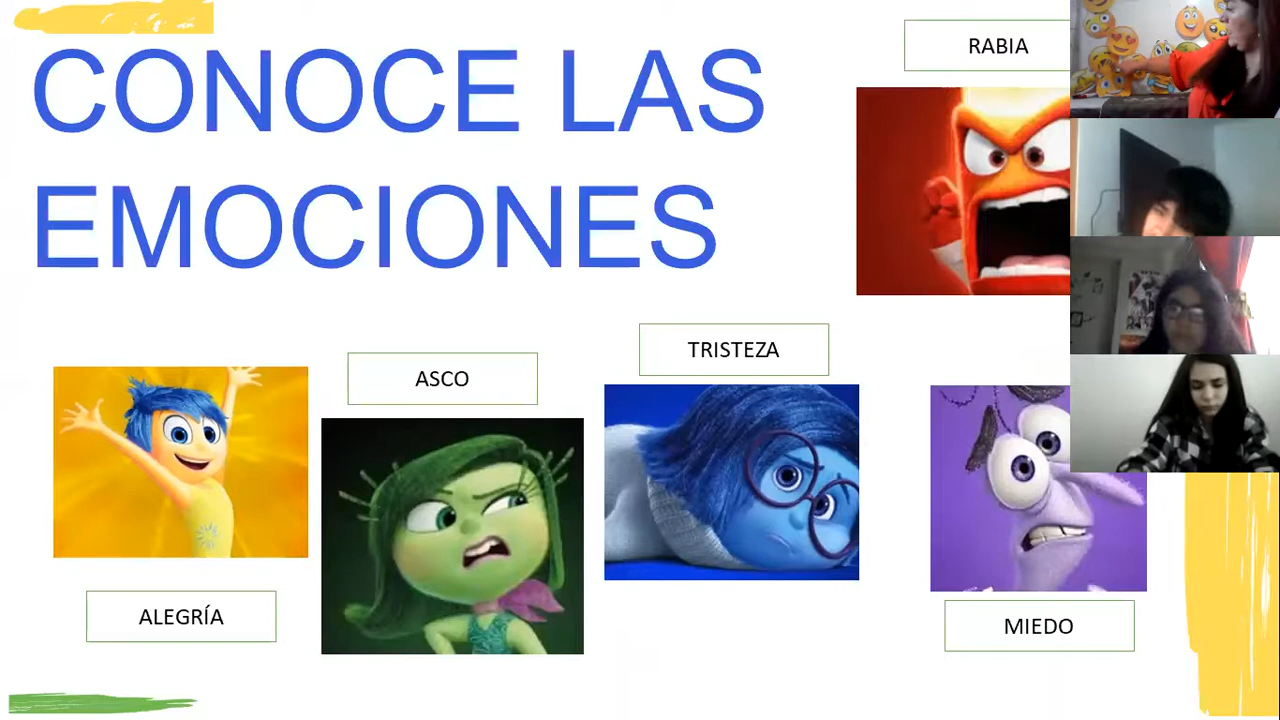 CONOCE LAS
EMOCIONES
RABIA
TRISTEZA
ASCO
ALEGRÍA
MIEDO